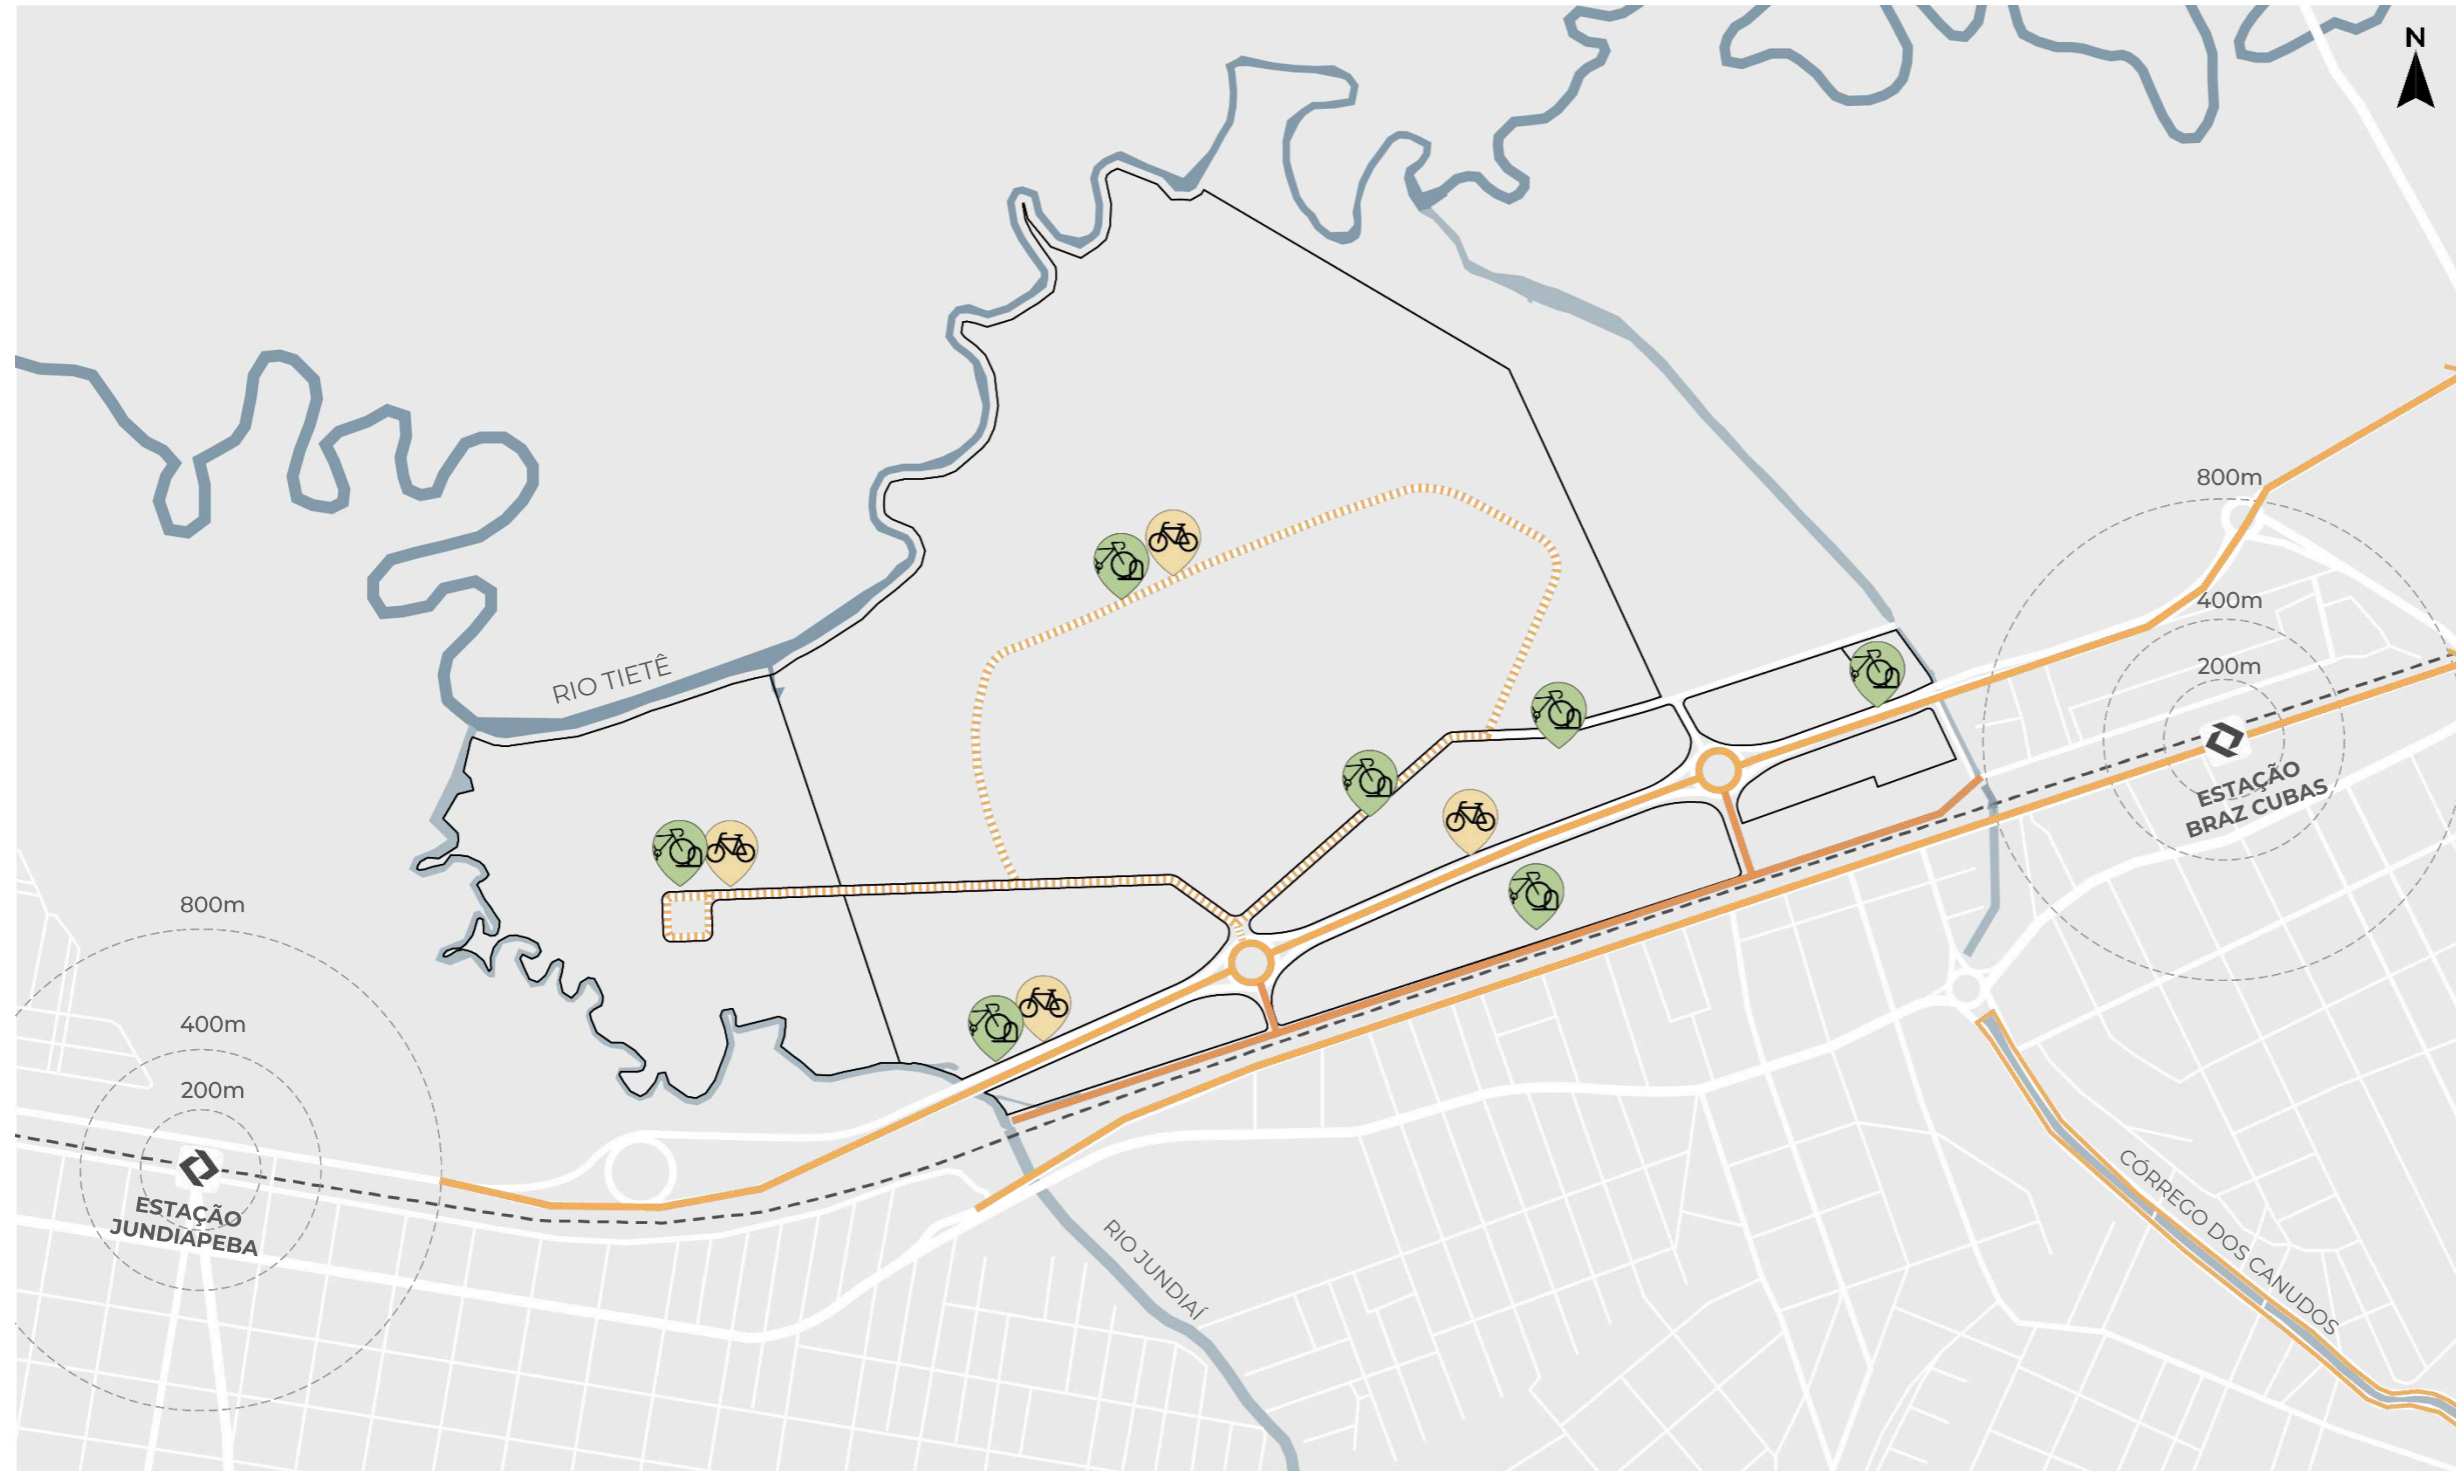 N
800m
400m
200m
RIO TIETÊ
ESTAÇÃO
BRAZ CUBAS
800m
400m
200m
ESTAÇÃO
JUNDIAPEBA
RIO JUNDIAÍ
CÓRREGO DOS CANUDOS